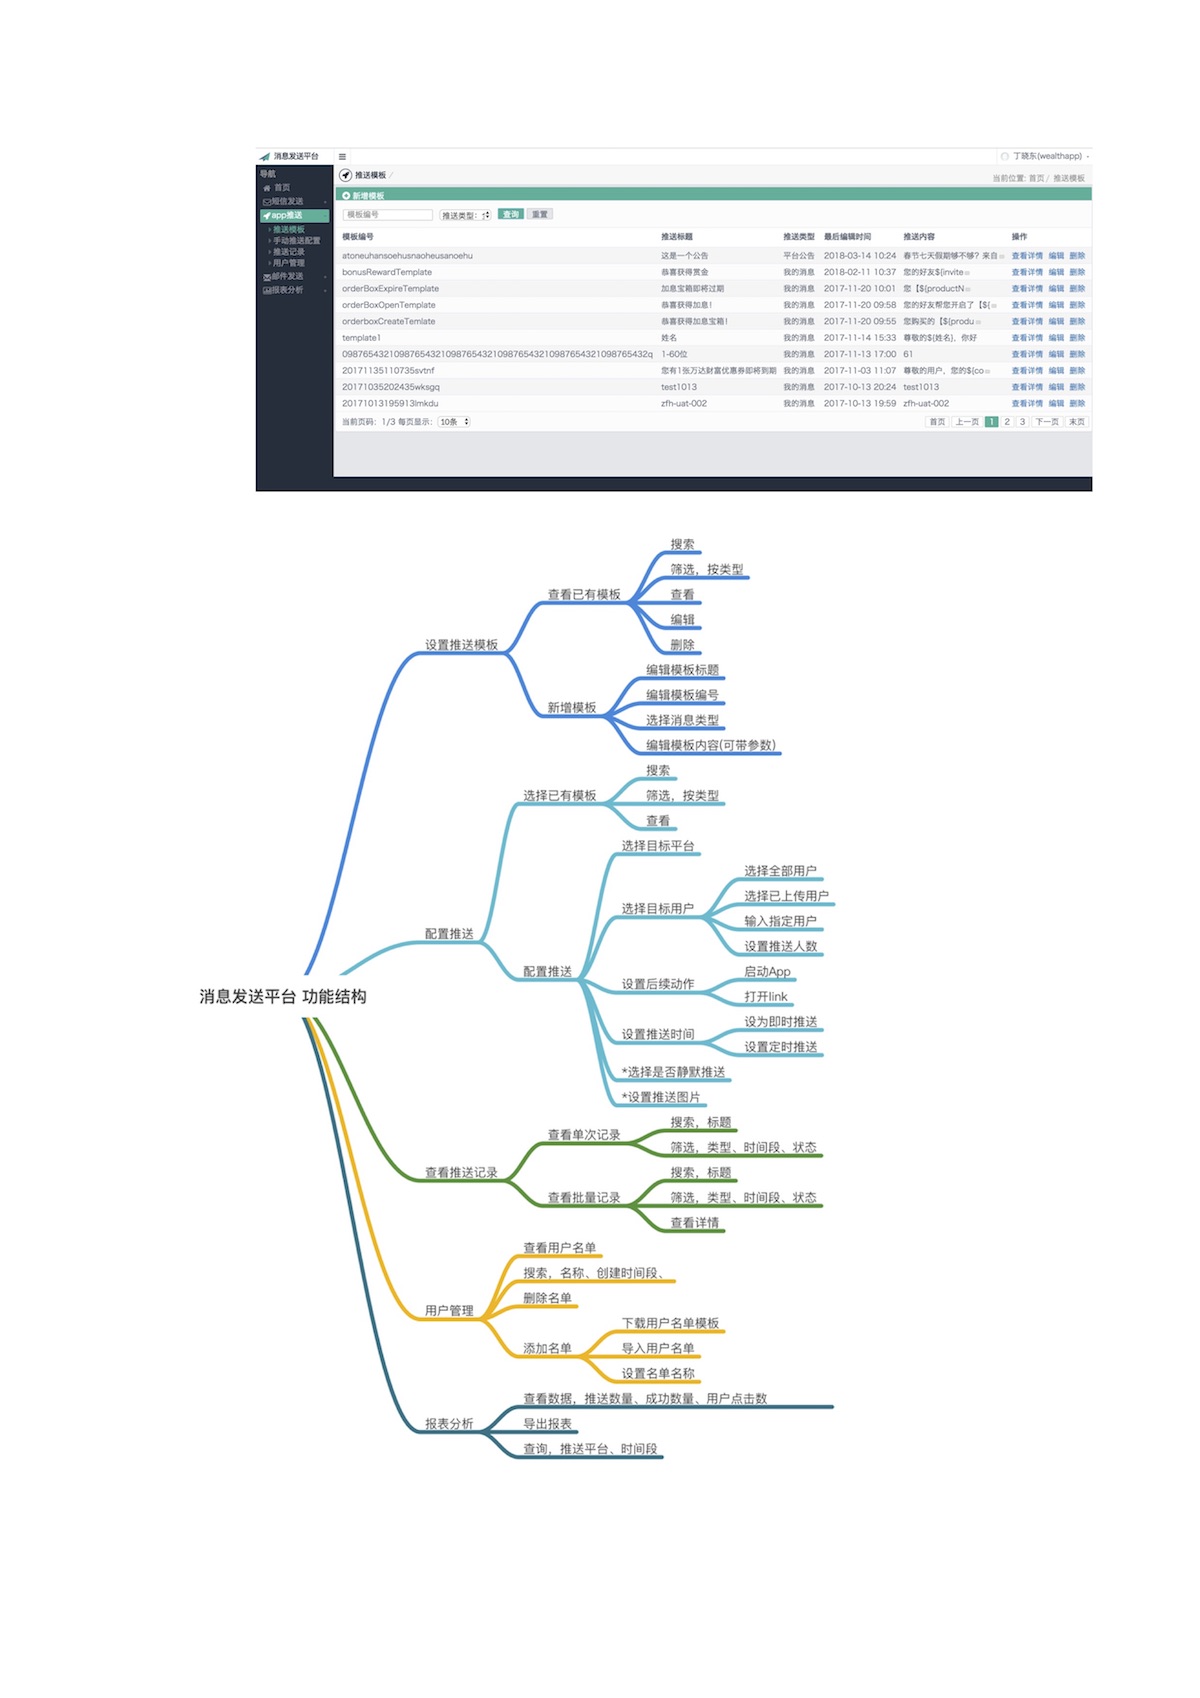 消息发送平台
丁晓东(wealthapp)
导航
首页
短信发送
app推送
推送模板
手动推送配置
推送记录
用户管理
邮件发送
报表分析
推送模板 /
当前位置: 首页 / 推送模板
新增模板
模板编号 推送类型: 查询 重置
模板编号 推送标题 推送类型 最后编辑时间 推送内容 操作
atoneuhansoehusnaoheusanoehu 这是一个公告 平台公告 2018-03-14 10:24 春节七天假期够不够？来自 查看详情 编辑 删除
bonusRewardTemplate 恭喜获得赏金 我的消息 2018-02-11 10:37 您的好友${invite 查看详情 编辑 删除
orderBoxExpireTemplate 加息宝箱即将过期 我的消息 2017-11-20 10:01 您【${productN 查看详情 编辑 删除
orderBoxOpenTemplate 恭喜获得加息！ 我的消息 2017-11-20 09:58 您的好友帮您开启了【${ 查看详情 编辑 删除
orderboxCreateTemlate 恭喜获得加息宝箱！ 我的消息 2017-11-20 09:55 您购买的【${produ 查看详情 编辑 删除
template1 姓名 我的消息 2017-11-14 15:33 尊敬的${姓名}，你好 查看详情 编辑 删除
098765432109876543210987654321098765432109876543210987654​32q 1-60位 我的消息 2017-11-13 17:00 61 查看详情 编辑 删除
20171135110735svtnf 您有1张万达财富优惠券即将到期 我的消息 2017-11-03 11:07 尊敬的用户，您的${co 查看详情 编辑 删除
20171035202435wksgq test1013 我的消息 2017-10-13 20:24 test1013 查看详情 编辑 删除
20171013195913lmkdu zfh-uat-002 我的消息 2017-10-13 19:59 zfh-uat-002 查看详情 编辑 删除
当前页码：1/3 每页显示： 10条 首页 上一页 1 2 3 下一页 末页
消息发送平台 功能结构
设置推送模板
查看已有模板
搜索
筛选，按类型
查看
编辑
删除
新增模板
编辑模板标题
编辑模板编号
选择消息类型
编辑模板内容(可带参数)
配置推送
选择已有模板
搜索
筛选，按类型
查看
配置推送
选择目标平台
选择目标用户
选择全部用户
选择已上传用户
输入指定用户
设置推送人数
设置后续动作
启动App
打开link
设置推送时间
设为即时推送
设置定时推送
*选择是否静默推送
*设置推送图片
查看推送记录
查看单次记录
搜索，标题
筛选，类型、时间段、状态
查看批量记录
搜索，标题
筛选，类型、时间段、状态
查看详情
用户管理
查看用户名单
搜索，名称、创建时间段、
删除名单
添加名单
下载用户名单模板
导入用户名单
设置名单名称
报表分析
查看数据，推送数量、成功数量、用户点击数
导出报表
查询，推送平台、时间段